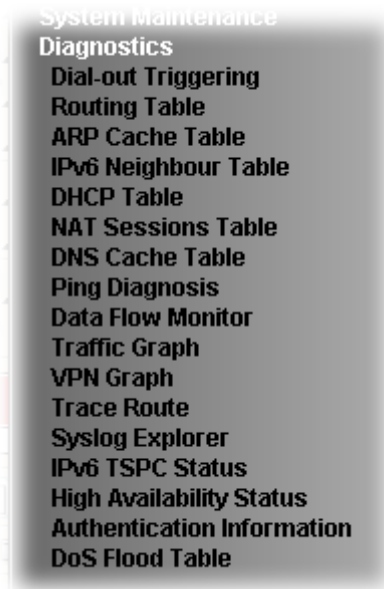 System Maintenance
Diagnostics
Dial-out Triggering
Routing Table
ARP Cache Table
IPv6 Neighbour Table
DHCP Table
NAT Sessions Table
DNS Cache Table
Ping Diagnosis
Data Flow Monitor
Traffic Graph
VPN Graph
Trace Route
Syslog Explorer
IPv6 TSPC Status
High Availability Status
Authentication Information
DoS Flood Table